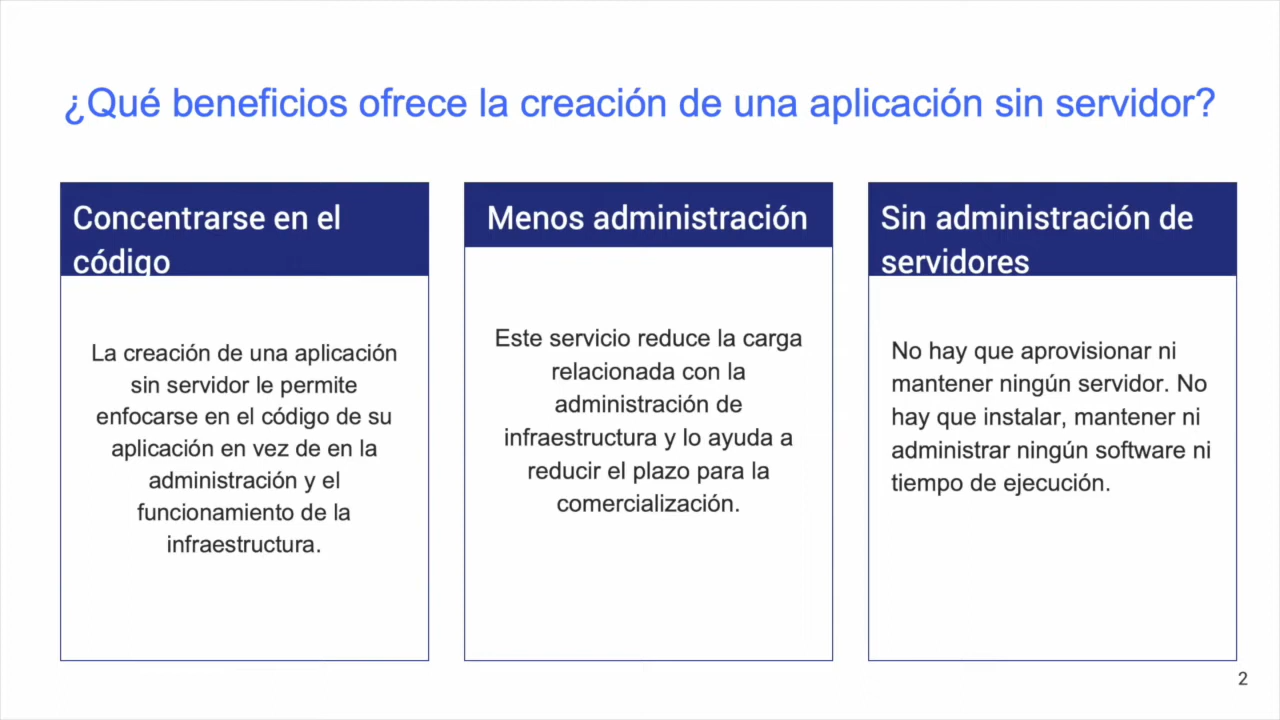 ¿Qué beneficios ofrece la creación de una aplicación sin servidor?
Concentrarse en el
código
La creación de una aplicación
sin servidor le permite
enfocarse en el código de su
aplicación en vez de en la
administración y el
funcionamiento de la
infraestructura.
Menos administración
Este servicio reduce la carga
relacionada con la
administración de
infraestructura y lo ayuda a
reducir el plazo para la
comercialización.
Sin administración de
servidores
No hay que aprovisionar ni
mantener ningún servidor. No
hay que instalar, mantener ni
administrar ningún software ni
tiempo de ejecución.
2